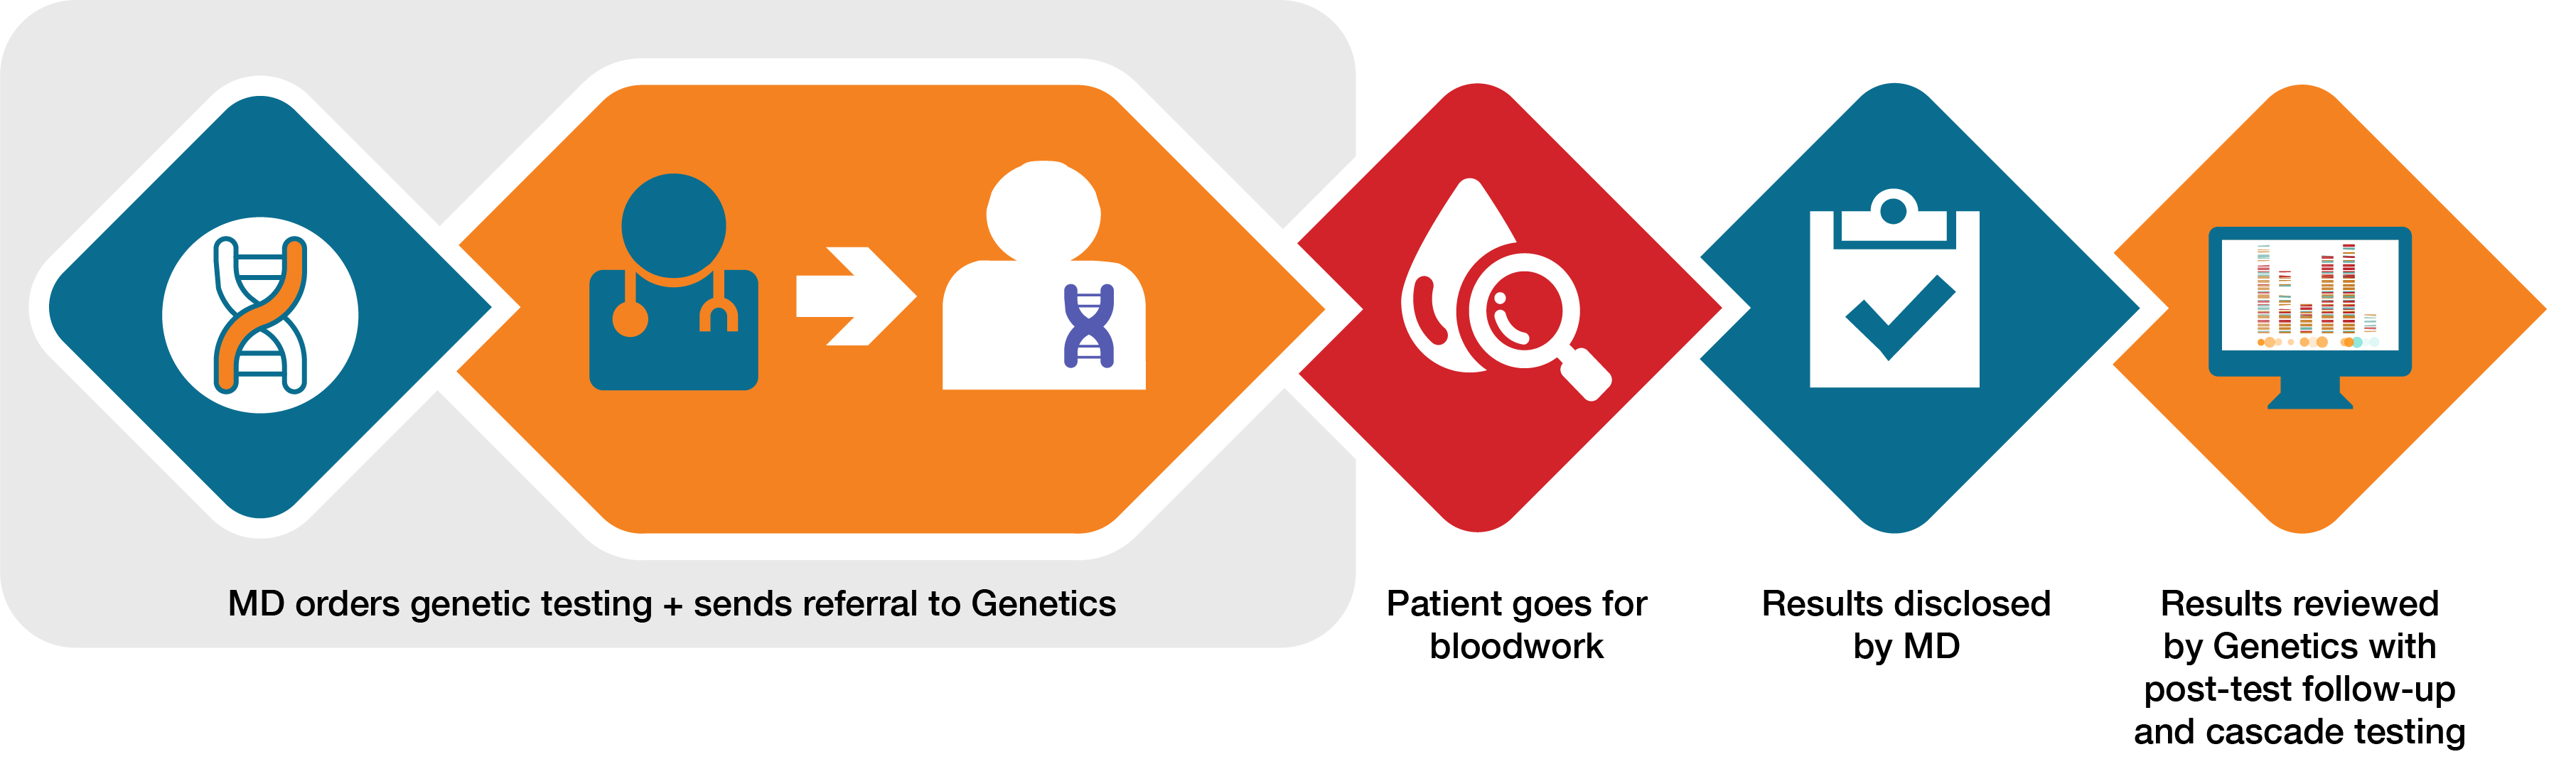 MD orders genetic testing + sends referral to Genetics
Patient goes for
bloodwork
Results disclosed
by MD
Results reviewed
by Genetics with
post-test follow-up
and cascade testing